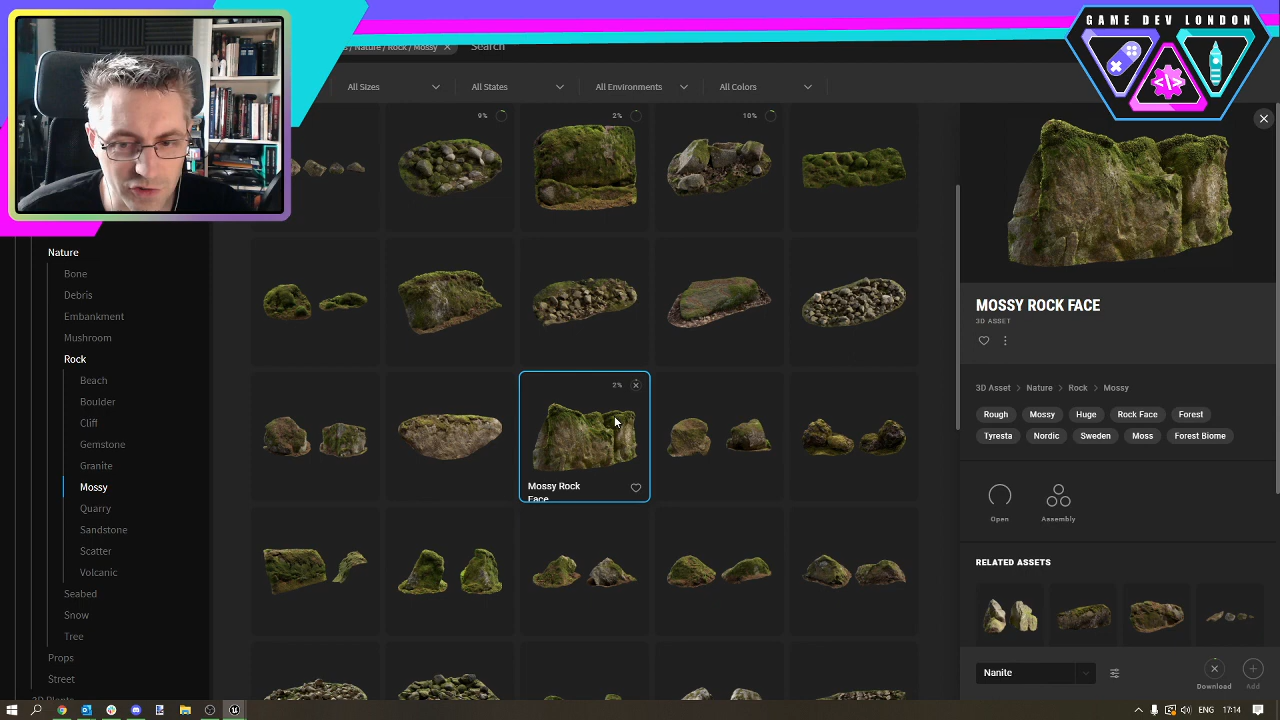 GAME DEV LONDON
</>
/ Nature / Rock / Mossy ×
Search
All Sizes
All States
All Environments
All Colors
9%
2%
10%
Nature
Bone
Debris
Embankment
Mushroom
Rock
Beach
Boulder
Cliff
Gemstone
Granite
Mossy
Quarry
Sandstone
Scatter
Volcanic
Seabed
Snow
Tree
Props
Street
3D Plants
2%
Mossy Rock
Face
MOSSY ROCK FACE
3D ASSET
3D Asset > Nature > Rock > Mossy
Rough Mossy Huge Rock Face Forest
Tyresta Nordic Sweden Moss Forest Biome
Open
Assembly
RELATED ASSETS
Nanite
Download
Add
ENG 17:14